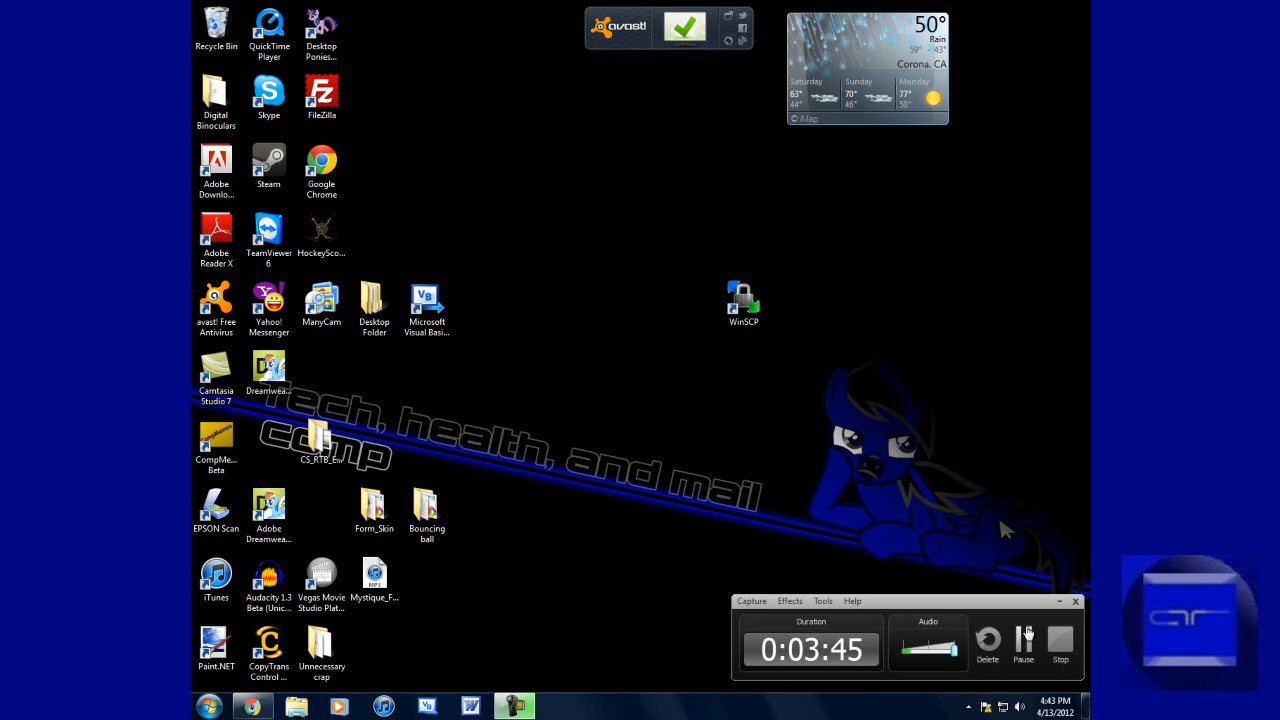 Recycle Bin
QuickTime Player
Desktop Ponies...
avast!
50°
Rain
59° - 43°
Corona, CA
Saturday
63°
44°
Sunday
70°
46°
Monday
77°
50°
© iMap
Digital Binoculars
Skype
FileZilla
Adobe Downlo...
Steam
Google Chrome
Adobe Reader X
TeamViewer 6
HockeySco...
avast! Free Antivirus
Yahoo! Messenger
ManyCam
Desktop Folder
Microsoft Visual Basi...
WinSCP
Camtasia Studio 7
Dreamwea...
Tech, health, and mail
comp
CompMe... Beta
CS_RTB_E...
EPSON Scan
Adobe Dreamwea...
Form_Skin
Bouncing ball
iTunes
Audacity 1.3 Beta (Unic...
Vegas Movie Studio Plat...
MP3
Mystique_F...
Paint.NET
CopyTrans Control ...
Unnecessary crap
Capture Effects Tools Help
Duration
0:03:45
Audio
Delete
Pause
Stop
4:43 PM
4/13/2012